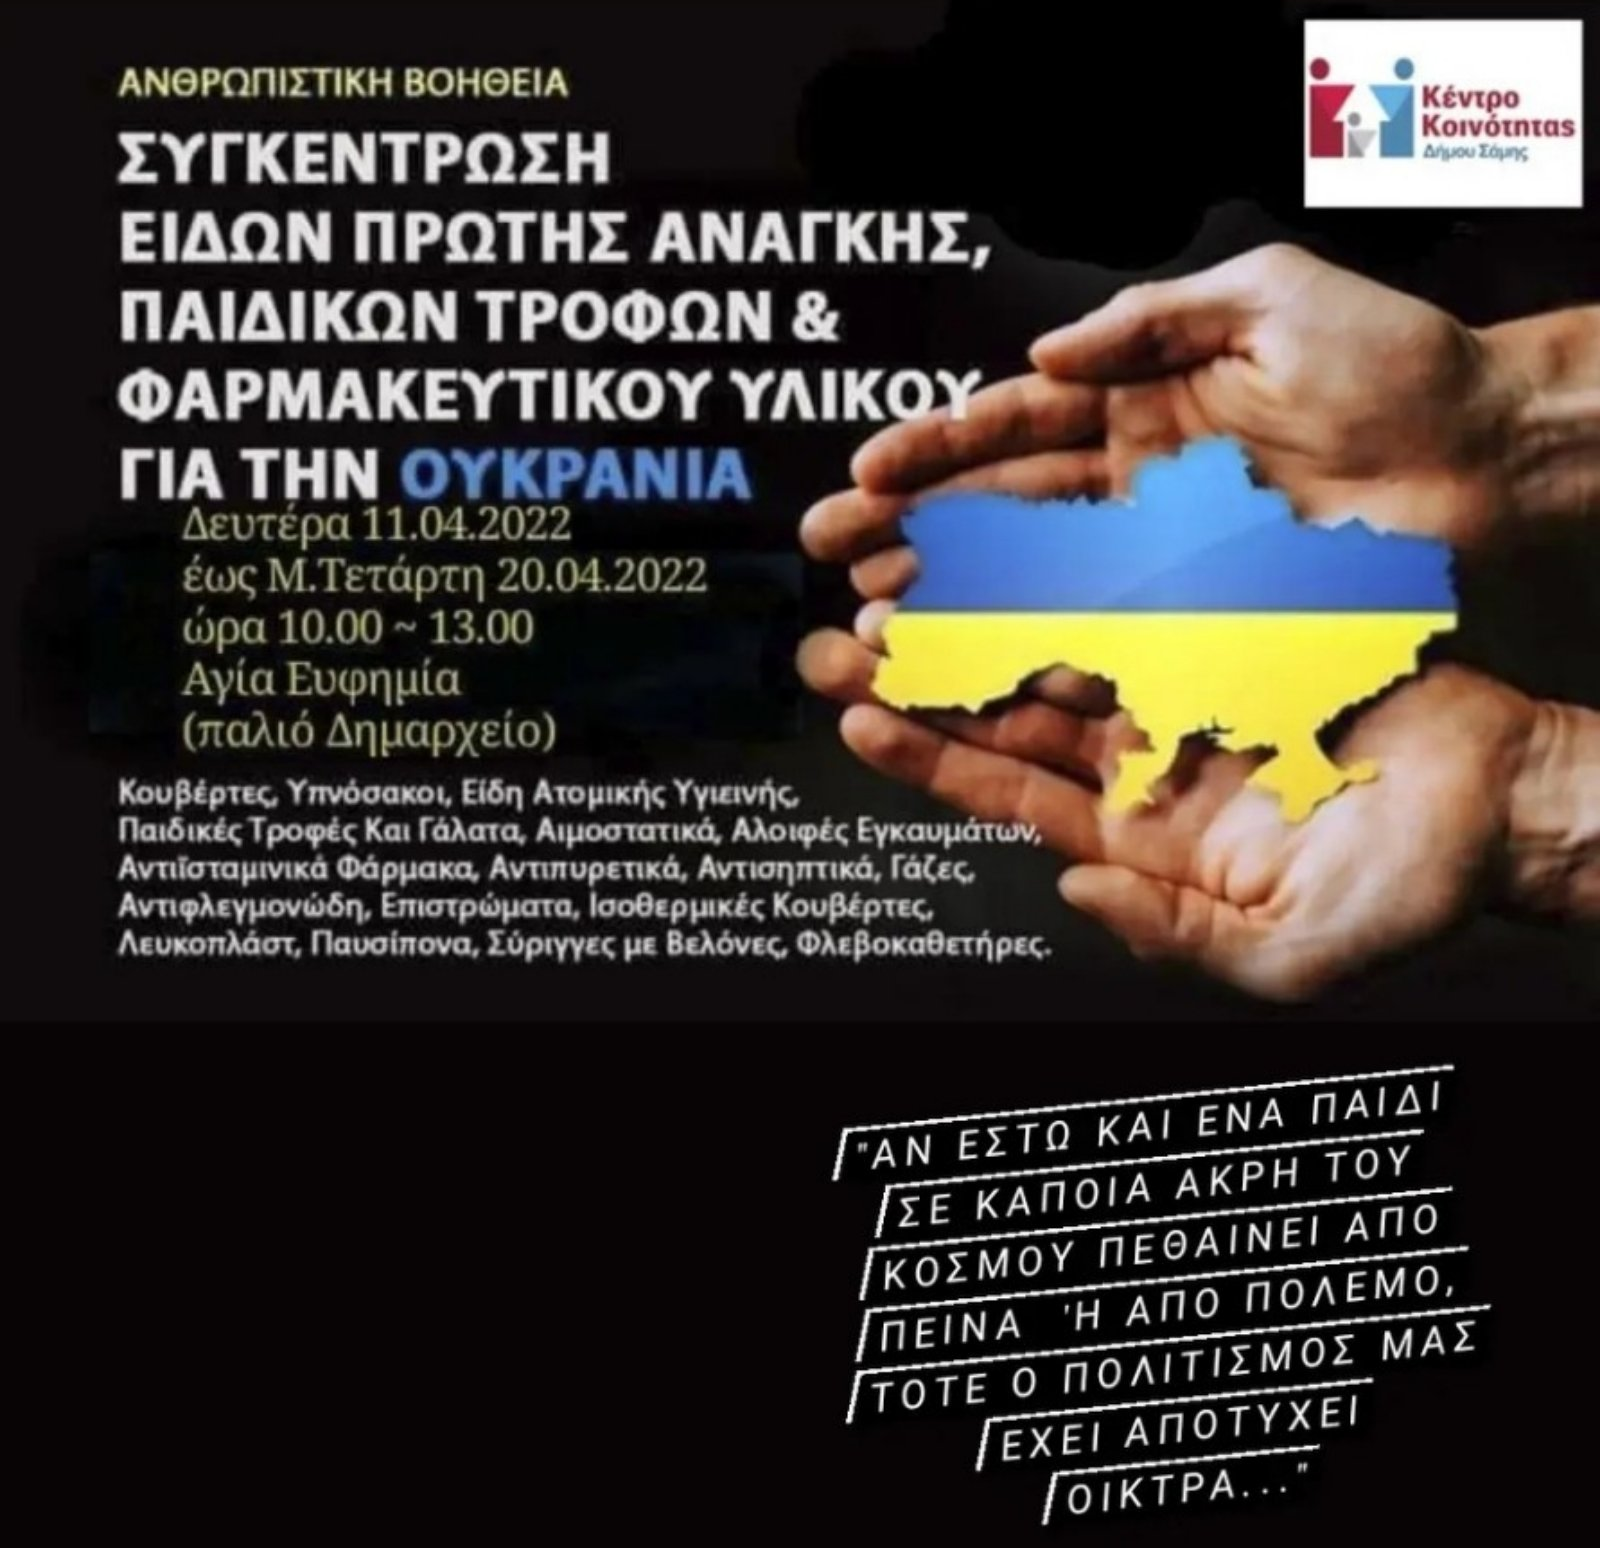 ΑΝΘΡΩΠΙΣΤΙΚΗ ΒΟΗΘΕΙΑ
ΣΥΓΚΕΝΤΡΩΣΗ
ΕΙΔΩΝ ΠΡΩΤΗΣ ΑΝΑΓΚΗΣ,
ΠΑΙΔΙΚΩΝ ΤΡΟΦΩΝ &
ΦΑΡΜΑΚΕΥΤΙΚΟΥ ΥΛΙΚΟΥ
ΓΙΑ ΤΗΝ ΟΥΚΡΑΝΙΑ
Κέντρο
Κοινότητας
Δήμου Σάμης
Δευτέρα 11.04.2022
έως Μ.Τετάρτη 20.04.2022
ώρα 10.00 ~ 13.00
Αγία Ευφημία
(παλιό Δημαρχείο)
Κουβέρτες, Υπνόσακοι, Είδη Ατομικής Υγιεινής,
Παιδικές Τροφές Και Γάλατα, Αιμοστατικά, Αλοιφές Εγκαυμάτων,
Αντιϊσταμινικά Φάρμακα, Αντιπυρετικά, Αντισηπτικά, Γάζες,
Αντιφλεγμονώδη, Επιστρώματα, Ισοθερμικές Κουβέρτες,
Λευκοπλάστ, Παυσίπονα, Σύριγγες με Βελόνες, Φλεβοκαθετήρες.
"ΑΝ ΕΣΤΩ ΚΑΙ ΕΝΑ ΠΑΙΔΙ
ΣΕ ΚΑΠΟΙΑ ΑΚΡΗ ΤΟΥ
ΚΟΣΜΟΥ ΠΕΘΑΙΝΕΙ ΑΠΟ
ΠΕΙΝΑ 'Η ΑΠΟ ΠΟΛΕΜΟ,
ΤΟΤΕ Ο ΠΟΛΙΤΙΣΜΟΣ ΜΑΣ
ΕΧΕΙ ΑΠΟΤΥΧΕΙ
ΟΙΚΤΡΑ..."